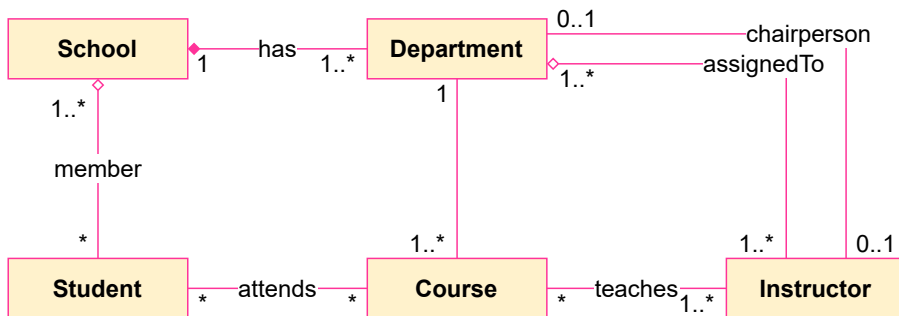 School
1
has
1..*
Department
0..1
chairperson
1..*
assignedTo
1..*
member
*
1
1..*
1..*
0..1
Student
*
attends
*
Course
*
teaches
1..*
Instructor